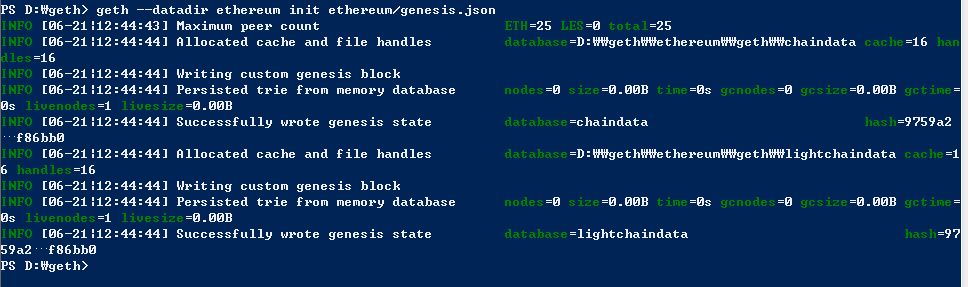 PS D:₩geth> geth --datadir ethereum init ethereum/genesis.json
INFO [06-21|12:44:43] Maximum peer count                       ETH=25 LES=0 total=25
INFO [06-21|12:44:44] Allocated cache and file handles         database=D:₩₩geth₩₩ethereum₩₩geth₩₩chaindata cache=16 han
dles=16
INFO [06-21|12:44:44] Writing custom genesis block
INFO [06-21|12:44:44] Persisted trie from memory database      nodes=0 size=0.00B time=0s gcnodes=0 gcsize=0.00B gctime=
0s livenodes=1 livesize=0.00B
INFO [06-21|12:44:44] Successfully wrote genesis state         database=chaindata                           hash=9759a2
…f86bb0
INFO [06-21|12:44:44] Allocated cache and file handles         database=D:₩₩geth₩₩ethereum₩₩geth₩₩lightchaindata cache=1
6 handles=16
INFO [06-21|12:44:44] Writing custom genesis block
INFO [06-21|12:44:44] Persisted trie from memory database      nodes=0 size=0.00B time=0s gcnodes=0 gcsize=0.00B gctime=
0s livenodes=1 livesize=0.00B
INFO [06-21|12:44:44] Successfully wrote genesis state         database=lightchaindata                           hash=97
59a2…f86bb0
PS D:₩geth>